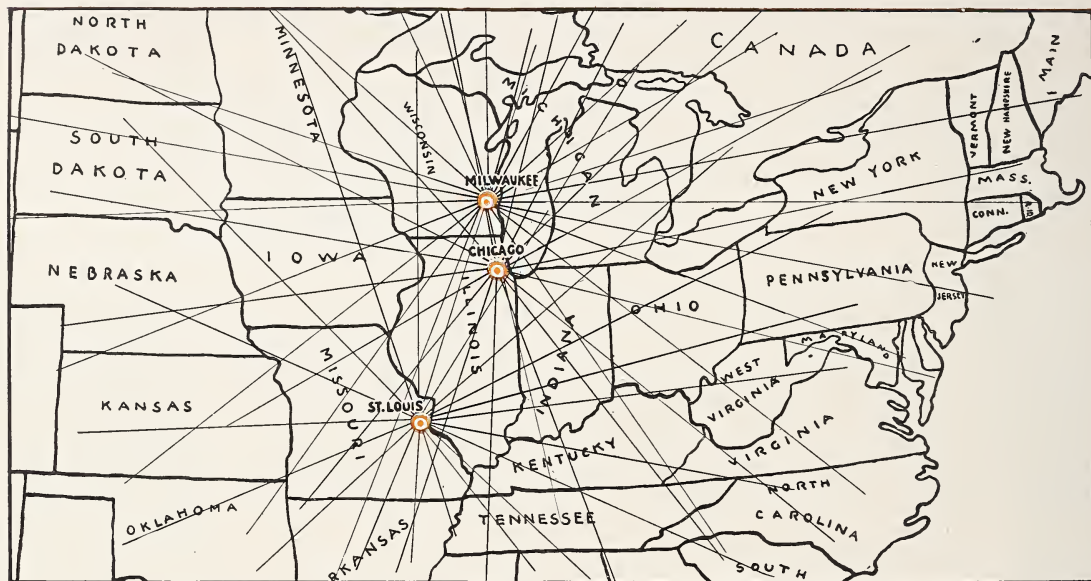 NORTH
DAKOTA
MINNESOTA
CANADA
MAIN
VERMONT
NEW HAMPSHIRE
MICHIGAN
WISCONSIN
SOUTH
DAKOTA
MILWAUKEE
NEW YORK
MASS.
CONN.
R.I.
CHICAGO
IOWA
NEBRASKA
ILLINOIS
INDIANA
OHIO
PENNSYLVANIA
NEW
JERSEY
MARYLAND
MISSOURI
WEST
VIRGINIA
KANSAS
ST. LOUIS
KENTUCKY
VIRGINIA
OKLAHOMA
RKANSAS
TENNESSEE
NORTH
CAROLINA
SOUTH